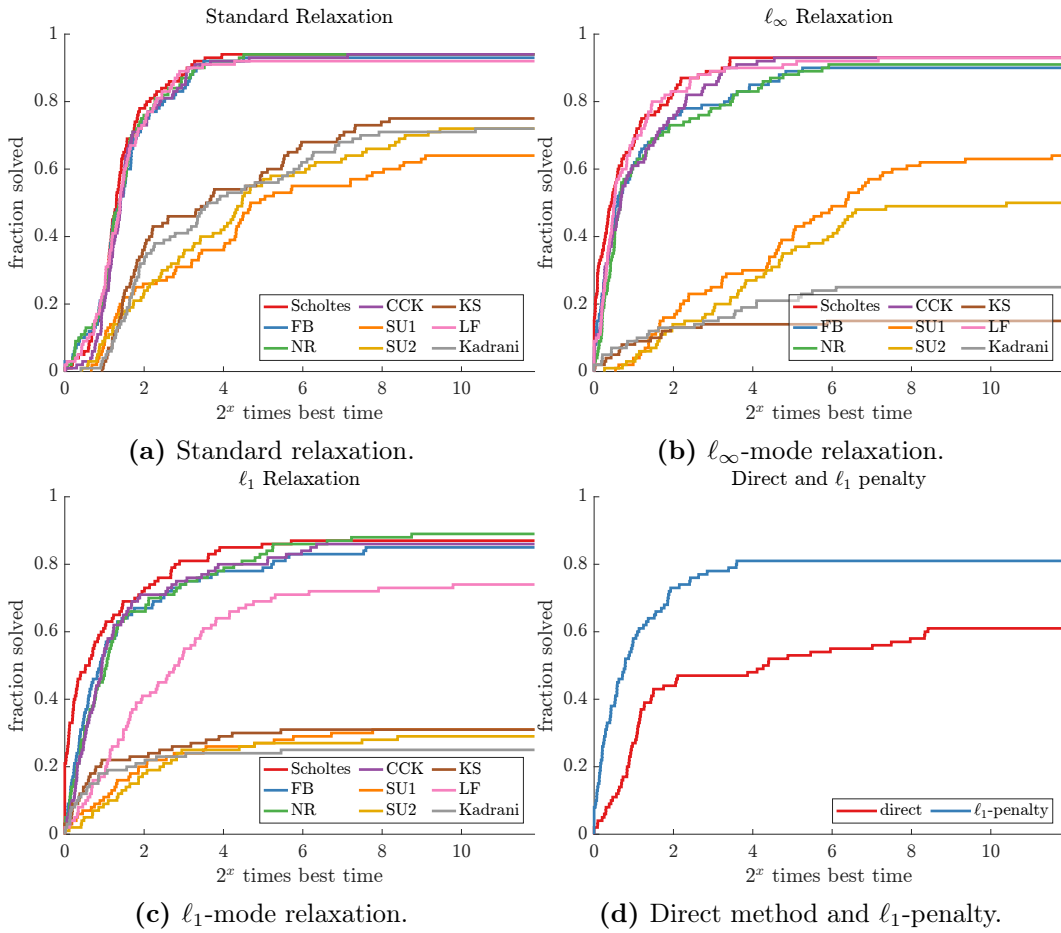 Standard Relaxation
1
0.8
0.6
0.4
0.2
0
fraction solved
Scholtes CCK KS
FB SU1 LF
NR SU2 Kadrani
0 2 4 6 8 10
2^x times best time
(a) Standard relaxation.
ℓ∞ Relaxation
1
0.8
0.6
0.4
0.2
0
fraction solved
Scholtes CCK KS
FB SU1 LF
NR SU2 Kadrani
0 2 4 6 8 10
2^x times best time
(b) ℓ∞-mode relaxation.
ℓ1 Relaxation
1
0.8
0.6
0.4
0.2
0
fraction solved
Scholtes CCK KS
FB SU1 LF
NR SU2 Kadrani
0 2 4 6 8 10
2^x times best time
(c) ℓ1-mode relaxation.
Direct and ℓ1 penalty
1
0.8
0.6
0.4
0.2
0
fraction solved
direct ℓ1-penalty
0 2 4 6 8 10
2^x times best time
(d) Direct method and ℓ1-penalty.